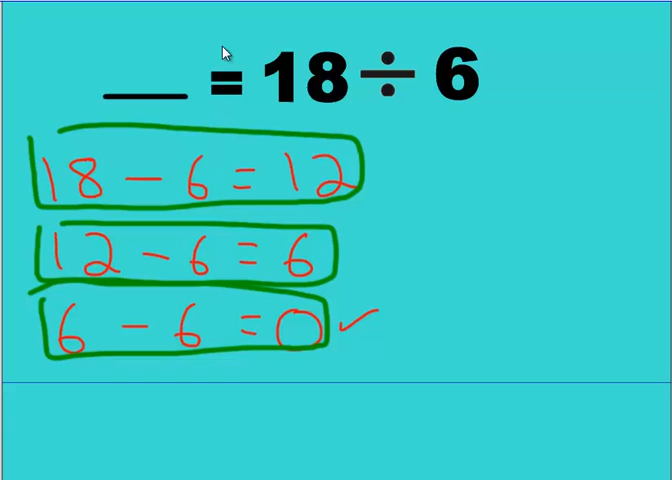 ___ = 18 ÷ 6
18 - 6 = 12
12 - 6 = 6
6 - 6 = 0 ✓